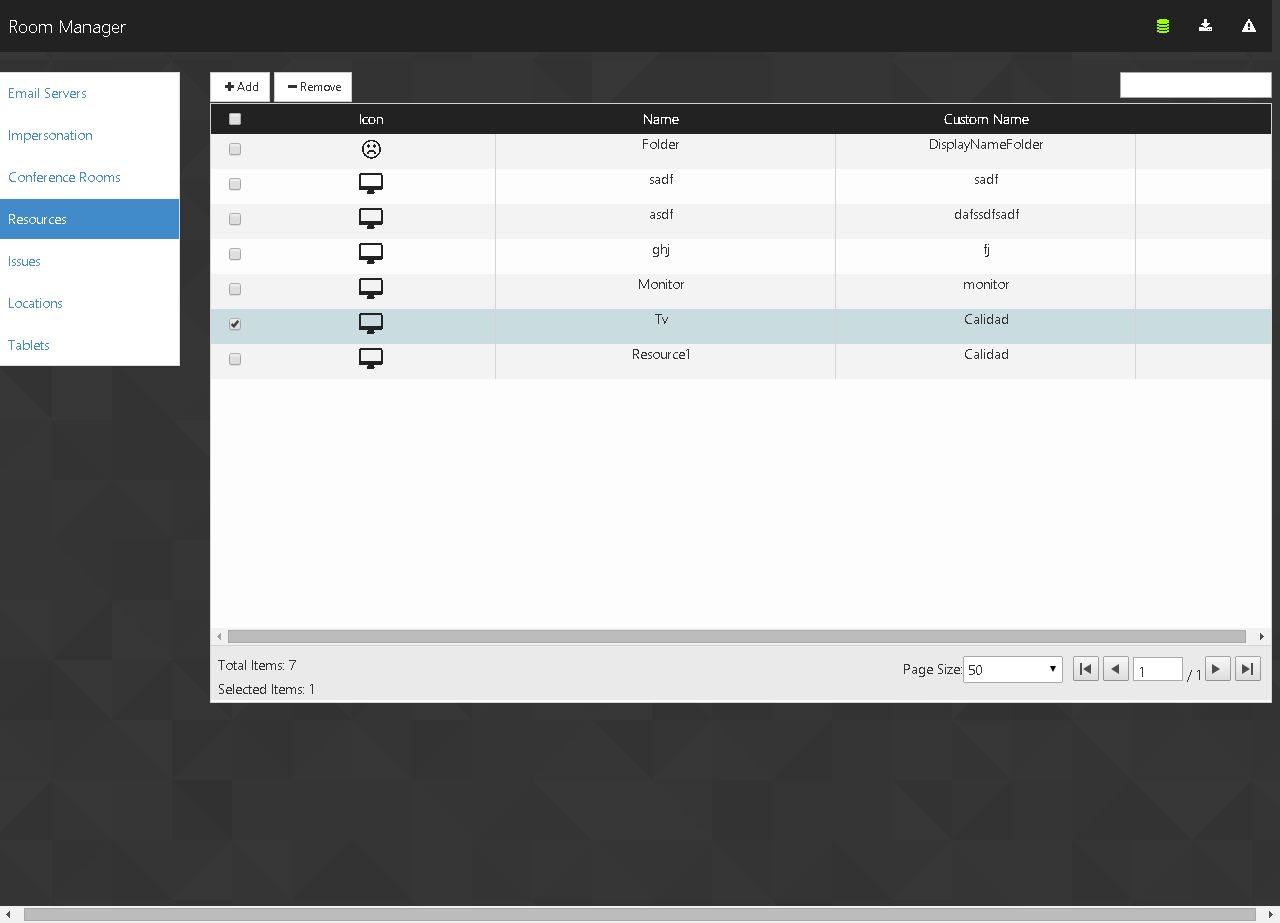 Room Manager
Email Servers
Impersonation
Conference Rooms
Resources
Issues
Locations
Tablets
Add Remove
Icon Name Custom Name
Folder DisplayNameFolder
sadf sadf
asdf dafssdfsadf
ghj fj
Monitor monitor
Tv Calidad
Resource1 Calidad
Total Items: 7
Selected Items: 1
Page Size: 50 1 / 1